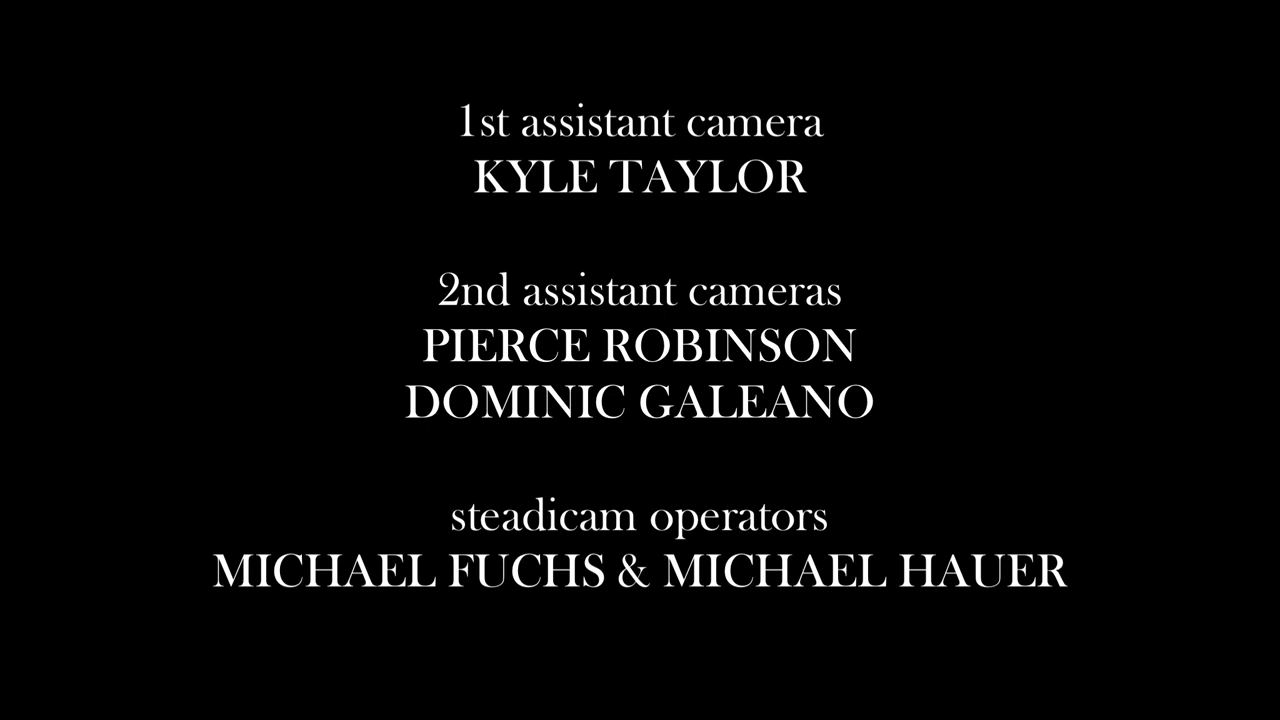 1st assistant camera
KYLE TAYLOR
2nd assistant cameras
PIERCE ROBINSON
DOMINIC GALEANO
steadicam operators
MICHAEL FUCHS & MICHAEL HAUER